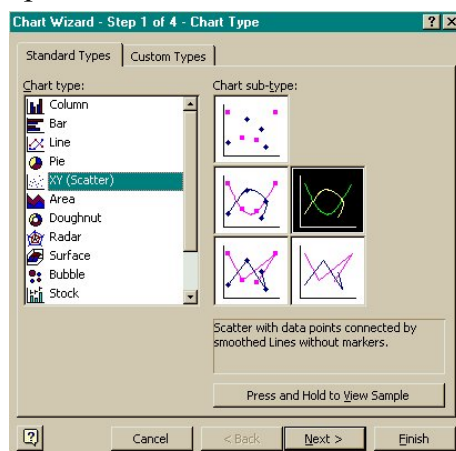 Chart Wizard - Step 1 of 4 - Chart Type
Standard Types
Custom Types
Chart type:
Column
Bar
Line
Pie
XY (Scatter)
Area
Doughnut
Radar
Surface
Bubble
Stock
Chart sub-type:
Scatter with data points connected by
smoothed Lines without markers.
Press and Hold to View Sample
Cancel
< Back
Next >
Finish